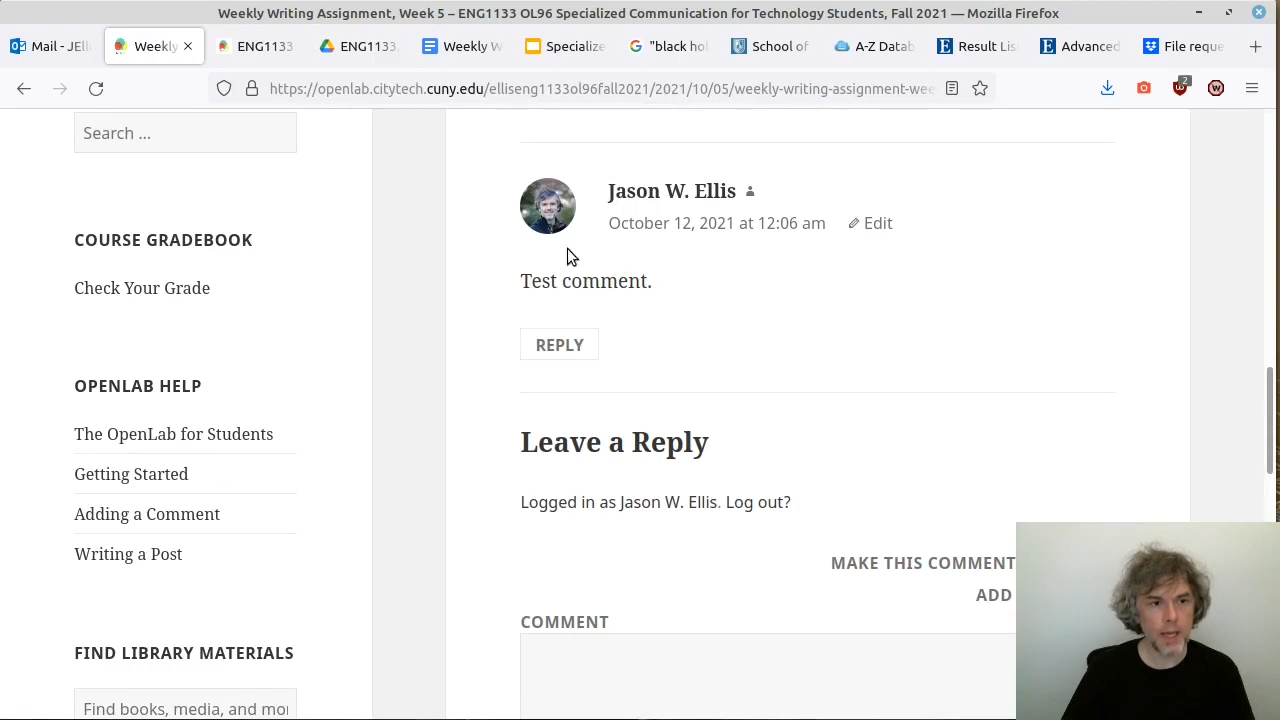 Weekly Writing Assignment, Week 5 – ENG1133 OL96 Specialized Communication for Technology Students, Fall 2021 — Mozilla Firefox
Mail - JElli
Weekly
ENG1133
ENG1133.
Weekly W
Specialize
"black hol
School of
A-Z Datab
Result Lis
Advanced
File reque
https://openlab.citytech.cuny.edu/elliseng1133ol96fall2021/2021/10/05/weekly-writing-assignment-wee
2
Search ...
COURSE GRADEBOOK
Check Your Grade
OPENLAB HELP
The OpenLab for Students
Getting Started
Adding a Comment
Writing a Post
FIND LIBRARY MATERIALS
Find books, media, and mor
Jason W. Ellis
October 12, 2021 at 12:06 am
Edit
Test comment.
REPLY
Leave a Reply
Logged in as Jason W. Ellis. Log out?
MAKE THIS COMMENT
ADD
COMMENT